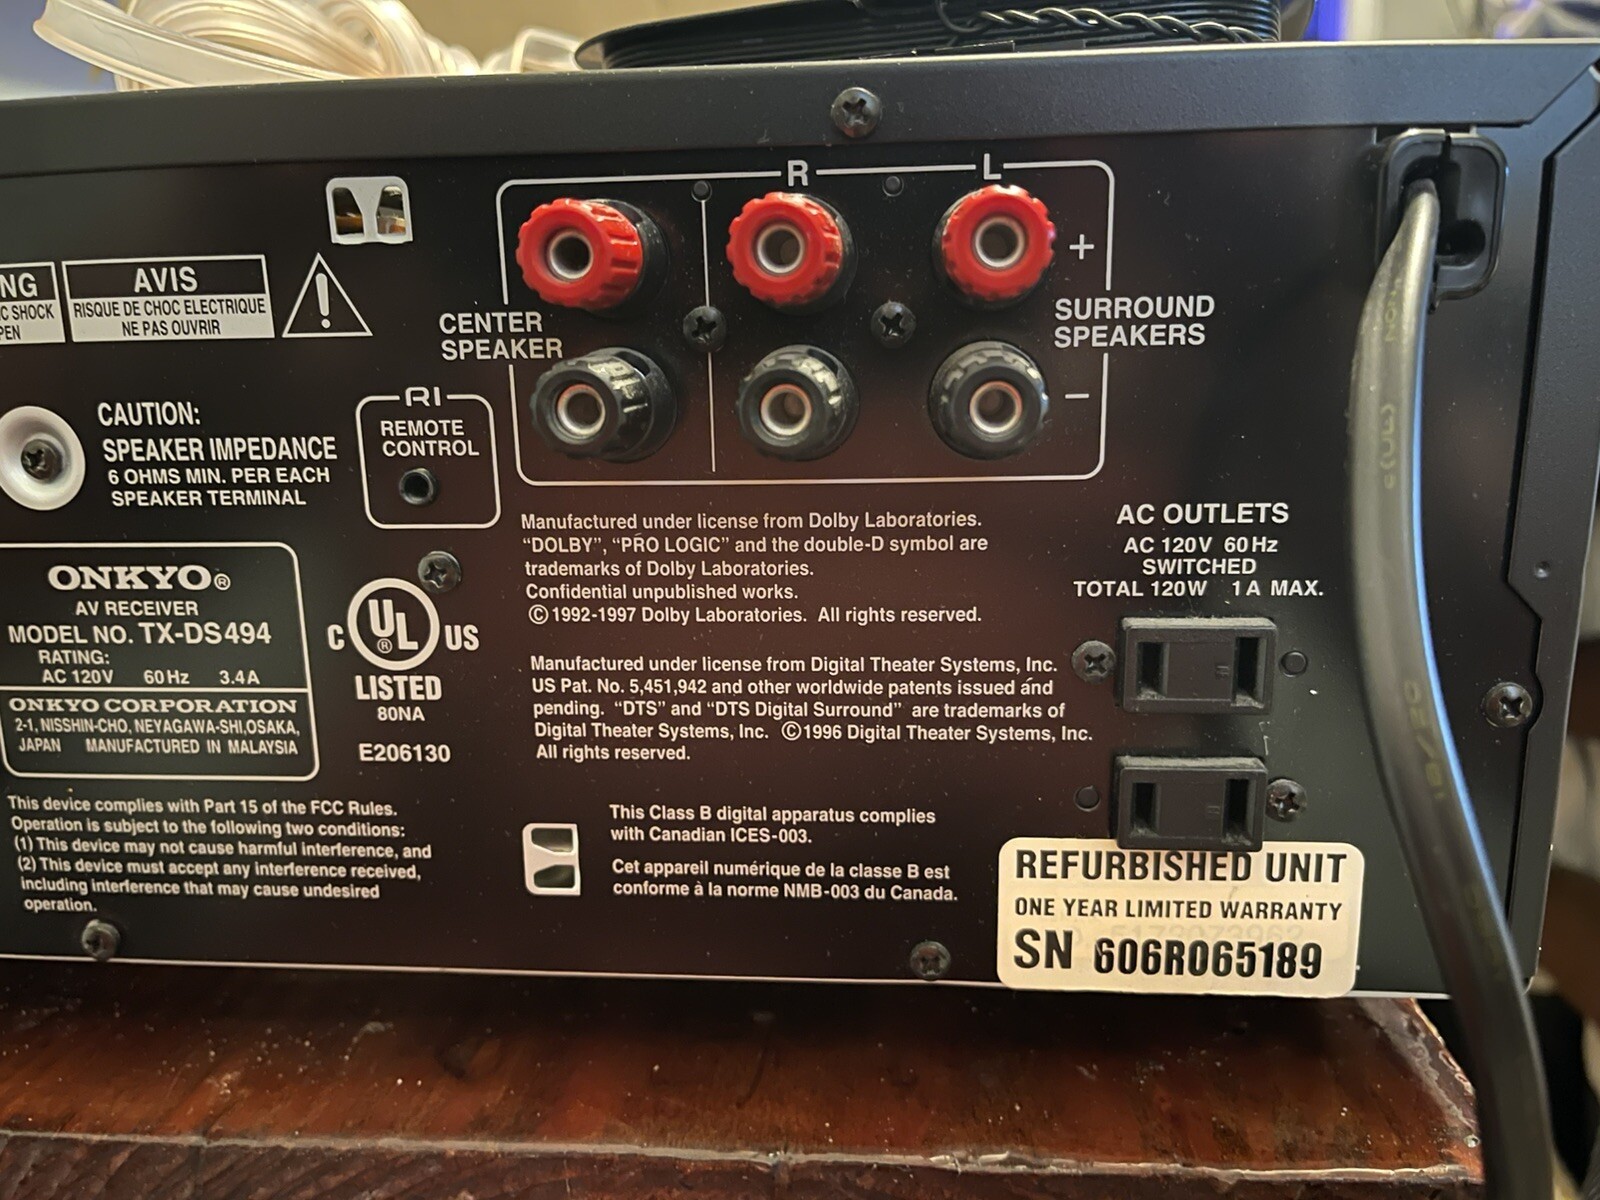 R L
+
CENTER
SPEAKER
SURROUND
SPEAKERS
−
NG
C SHOCK
PEN
AVIS
RISQUE DE CHOC ELECTRIQUE
NE PAS OUVRIR
!
CAUTION:
SPEAKER IMPEDANCE
6 OHMS MIN. PER EACH
SPEAKER TERMINAL
RI
REMOTE
CONTROL
ONKYO®
AV RECEIVER
MODEL NO. TX-DS494
RATING:
AC 120V 60Hz 3.4A
ONKYO CORPORATION
2-1, NISSHIN-CHO, NEYAGAWA-SHI,OSAKA,
JAPAN MANUFACTURED IN MALAYSIA
C UL® US
LISTED
80NA
E206130
Manufactured under license from Dolby Laboratories.
“DOLBY”, “PRO LOGIC” and the double-D symbol are
trademarks of Dolby Laboratories.
Confidential unpublished works.
© 1992-1997 Dolby Laboratories. All rights reserved.
Manufactured under license from Digital Theater Systems, Inc.
US Pat. No. 5,451,942 and other worldwide patents issued and
pending. “DTS” and “DTS Digital Surround” are trademarks of
Digital Theater Systems, Inc. ©1996 Digital Theater Systems, Inc.
All rights reserved.
AC OUTLETS
AC 120V 60Hz
SWITCHED
TOTAL 120W 1A MAX.
This device complies with Part 15 of the FCC Rules.
Operation is subject to the following two conditions:
(1) This device may not cause harmful interference, and
(2) This device must accept any interference received,
including interference that may cause undesired
operation.
This Class B digital apparatus complies
with Canadian ICES-003.
Cet appareil numérique de la classe B est
conforme à la norme NMB-003 du Canada.
REFURBISHED UNIT
ONE YEAR LIMITED WARRANTY
SN 606R065189